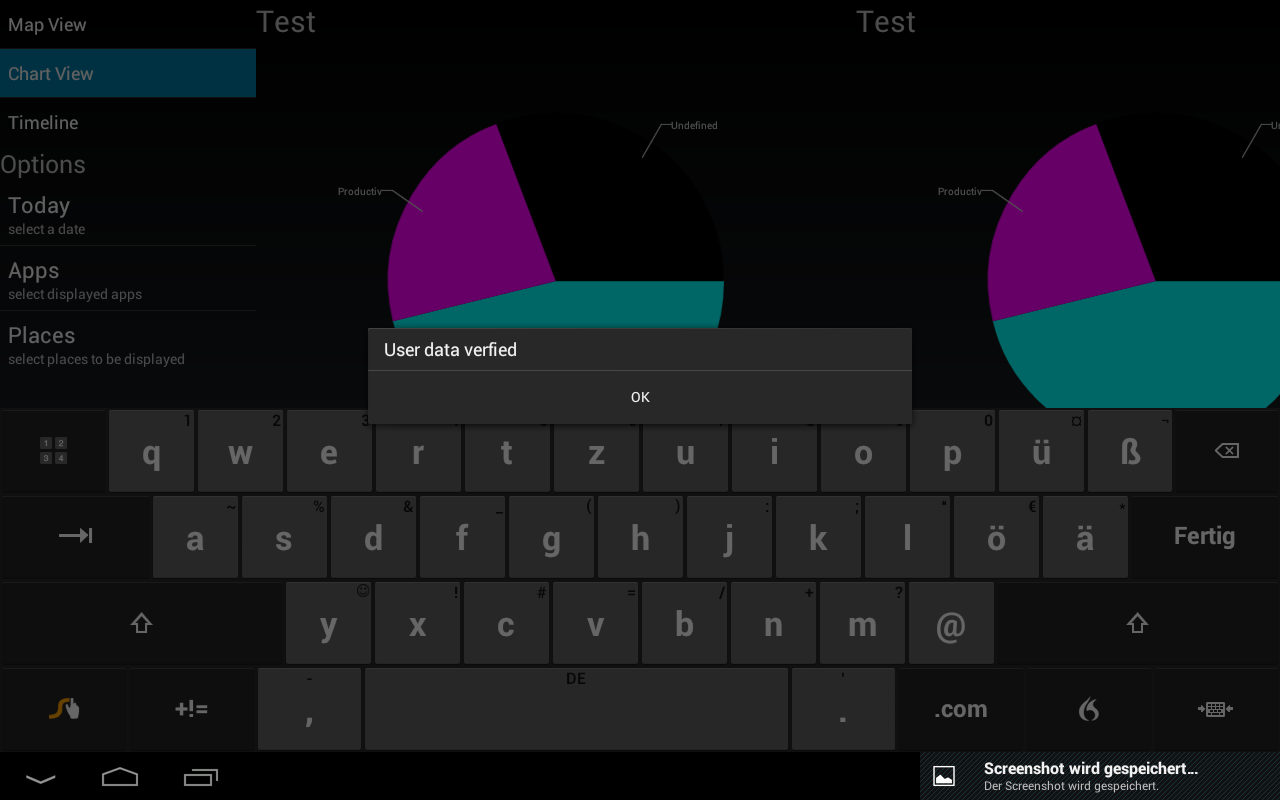 Map View
Chart View
Timeline
Options
Today
select a date
Apps
select displayed apps
Places
select places to be displayed
Test
Test
Undefined
Productiv
Productiv
User data verfied
OK
1 2 3 4
1 2 3 0 ¤ ¬
q w e r t z u i o p ü ß
~ % & _ ( ) : ; € *
a s d f g h j k l ö ä Fertig
! # = / + ?
y x c v b n m @
- DE '
+!= , . .com
Screenshot wird gespeichert...
Der Screenshot wird gespeichert.